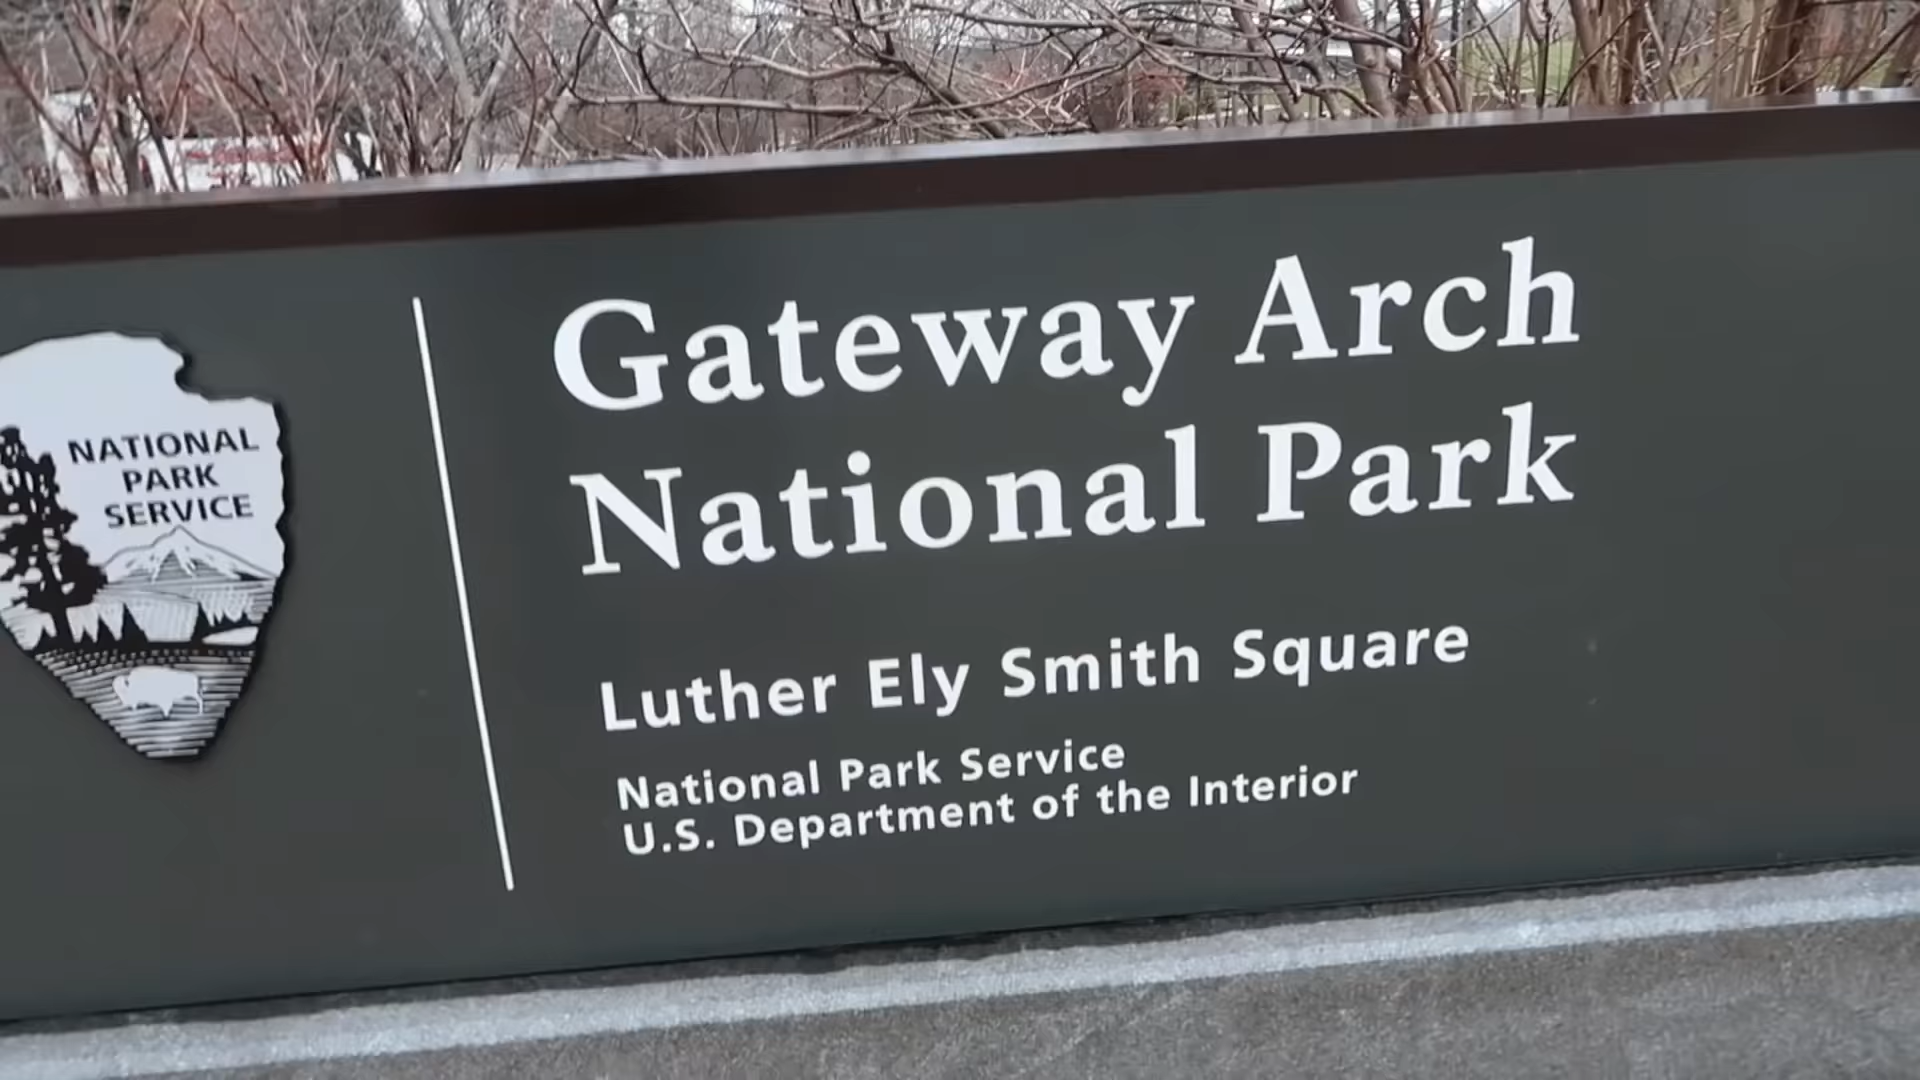 NATIONAL
PARK
SERVICE
Gateway Arch
National Park
Luther Ely Smith Square
National Park Service
U.S. Department of the Interior